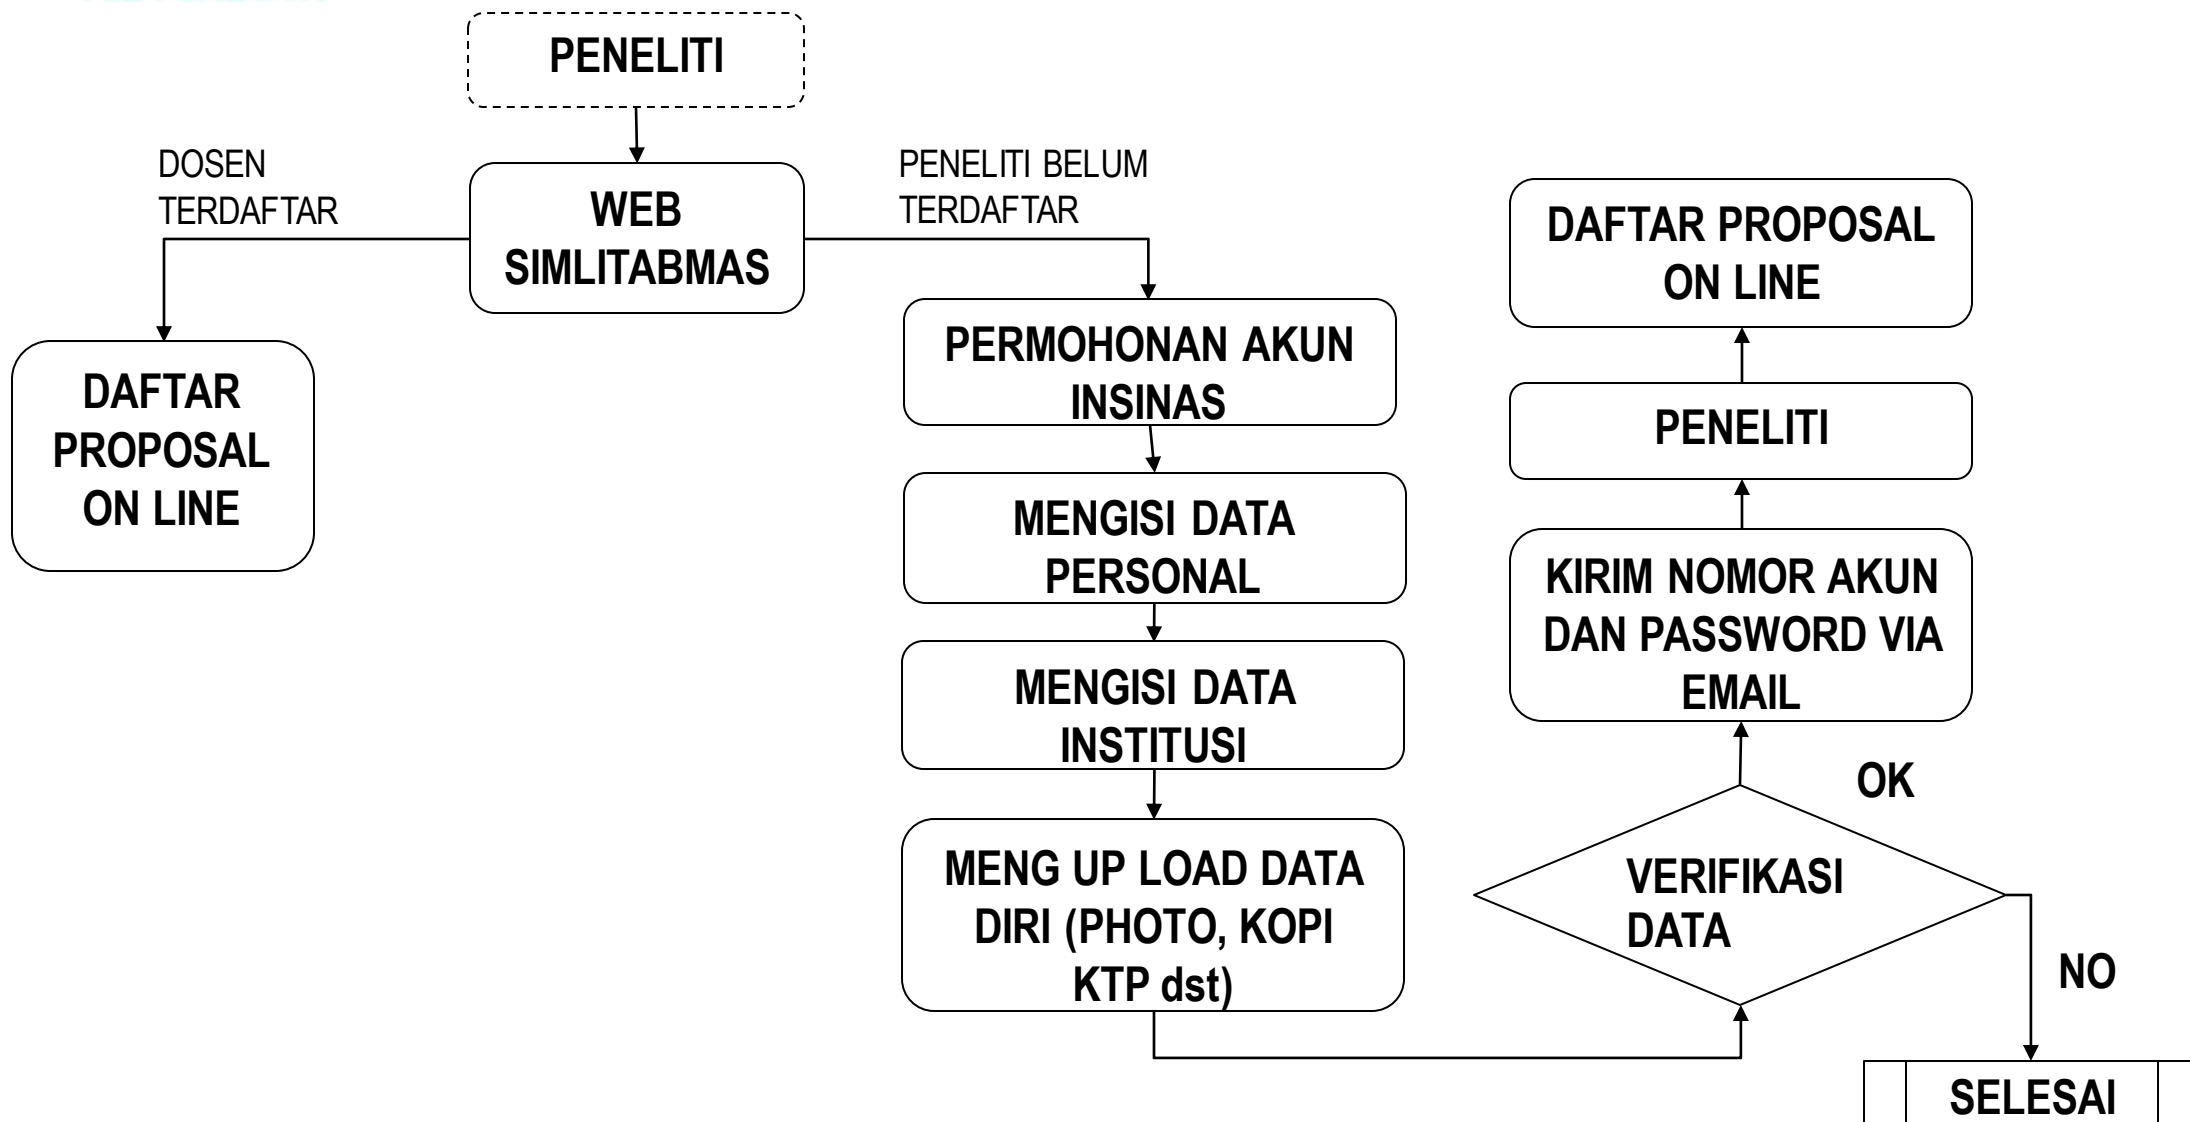 PENELITI
DOSEN
TERDAFTAR
WEB
SIMLITABMAS
PENELITI BELUM
TERDAFTAR
DAFTAR
PROPOSAL
ON LINE
PERMOHONAN AKUN
INSINAS
MENGISI DATA
PERSONAL
MENGISI DATA
INSTITUSI
MENG UP LOAD DATA
DIRI (PHOTO, KOPI
KTP dst)
DAFTAR PROPOSAL
ON LINE
PENELITI
KIRIM NOMOR AKUN
DAN PASSWORD VIA
EMAIL
OK
VERIFIKASI
DATA
NO
SELESAI